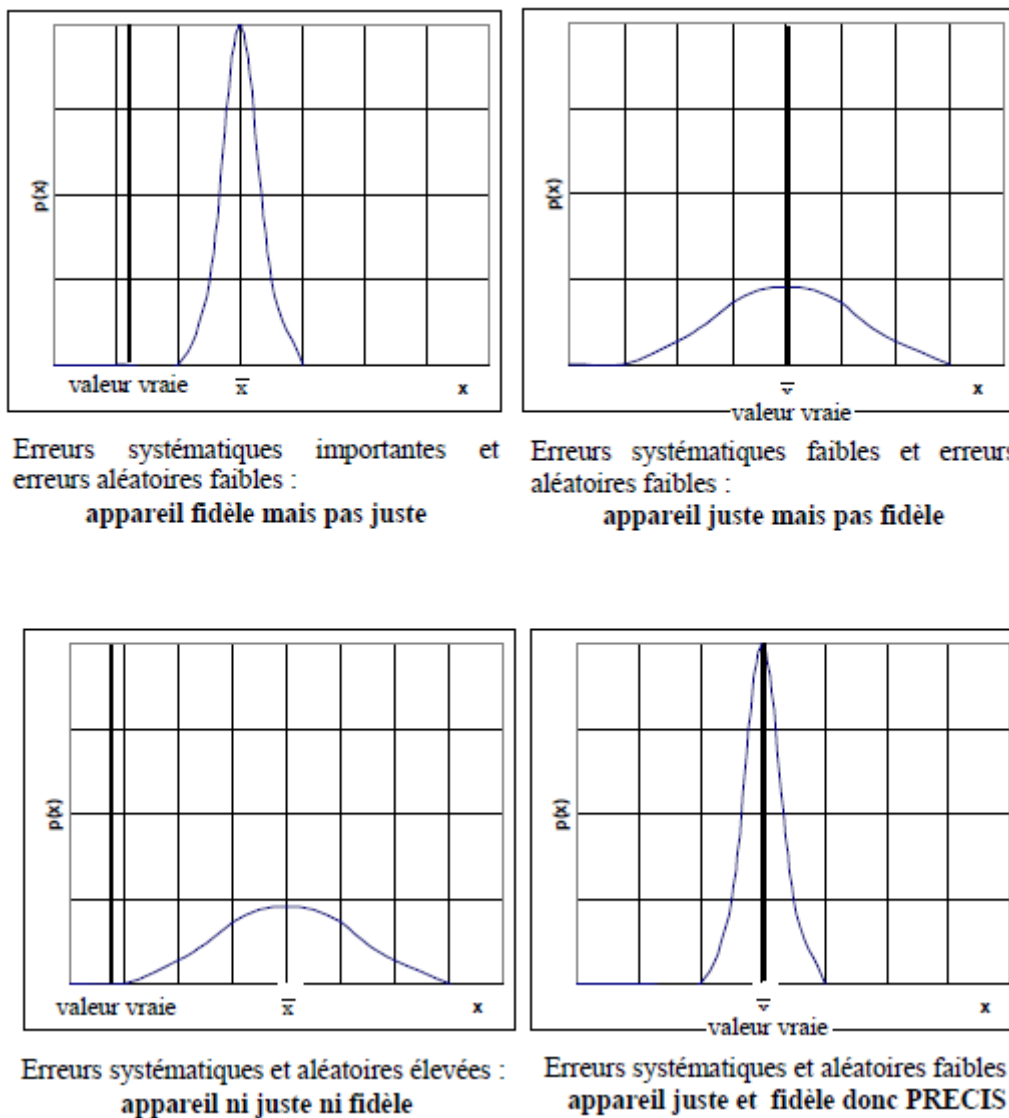 p(x)
valeur vraie x̅ x
Erreurs systématiques importantes et
erreurs aléatoires faibles :
appareil fidèle mais pas juste
p(x)
x̅ x
valeur vraie
Erreurs systématiques faibles et erreurs
aléatoires faibles :
appareil juste mais pas fidèle
p(x)
valeur vraie x̅ x
Erreurs systématiques et aléatoires élevées :
appareil ni juste ni fidèle
p(x)
x̅ x
valeur vraie
Erreurs systématiques et aléatoires faibles
appareil juste et fidèle donc PRECIS